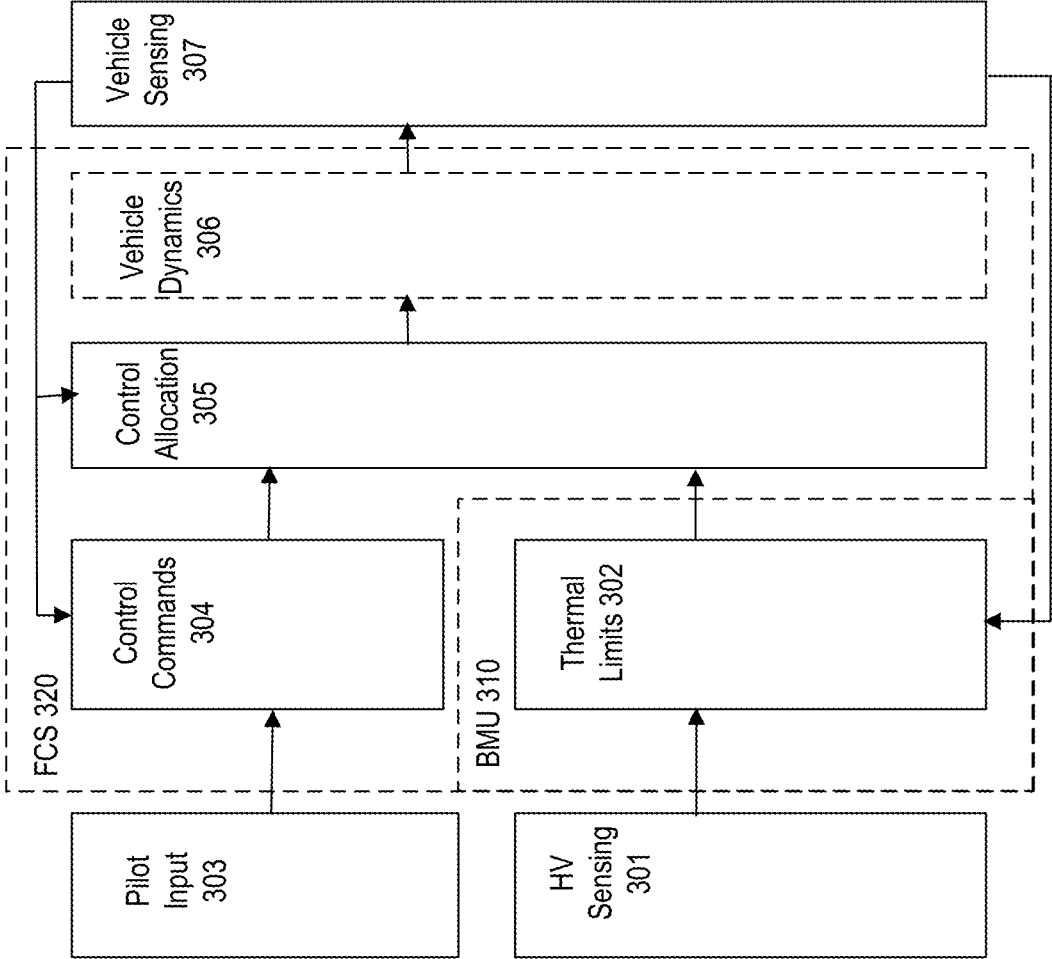 Pilot
Input
303
HV
Sensing
301
FCS 320
Control
Commands
304
BMU 310
Thermal
Limits 302
Control
Allocation
305
Vehicle
Dynamics
306
Vehicle
Sensing
307